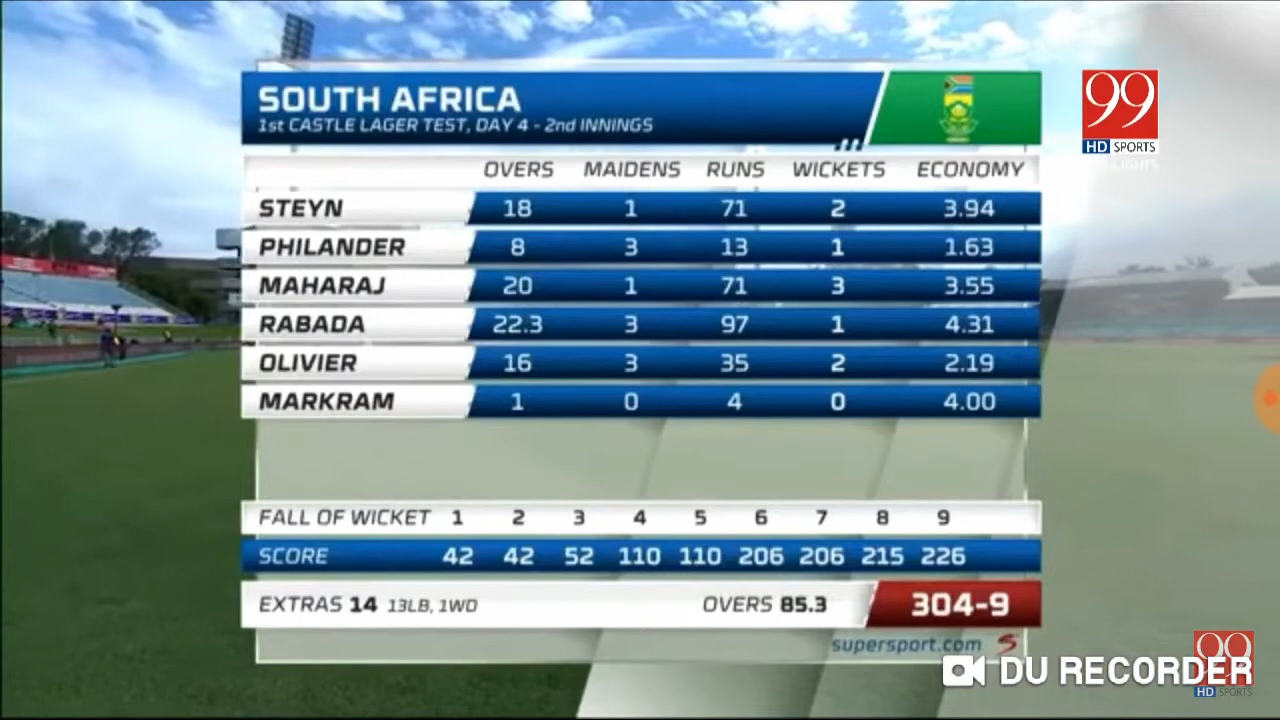 SOUTH AFRICA
1st CASTLE LAGER TEST, DAY 4 - 2nd INNINGS
99
HD SPORTS
OVERS MAIDENS RUNS WICKETS ECONOMY
STEYN 18 1 71 2 3.94
PHILANDER 8 3 13 1 1.63
MAHARAJ 20 1 71 3 3.55
RABADA 22.3 3 97 1 4.31
OLIVIER 16 3 35 2 2.19
MARKRAM 1 0 4 0 4.00
FALL OF WICKET 1 2 3 4 5 6 7 8 9
SCORE 42 42 52 110 110 206 206 215 226
EXTRAS 14 13LB, 1WD OVERS 85.3 304-9
supersport.com
DU RECORDER
99
HD SPORTS